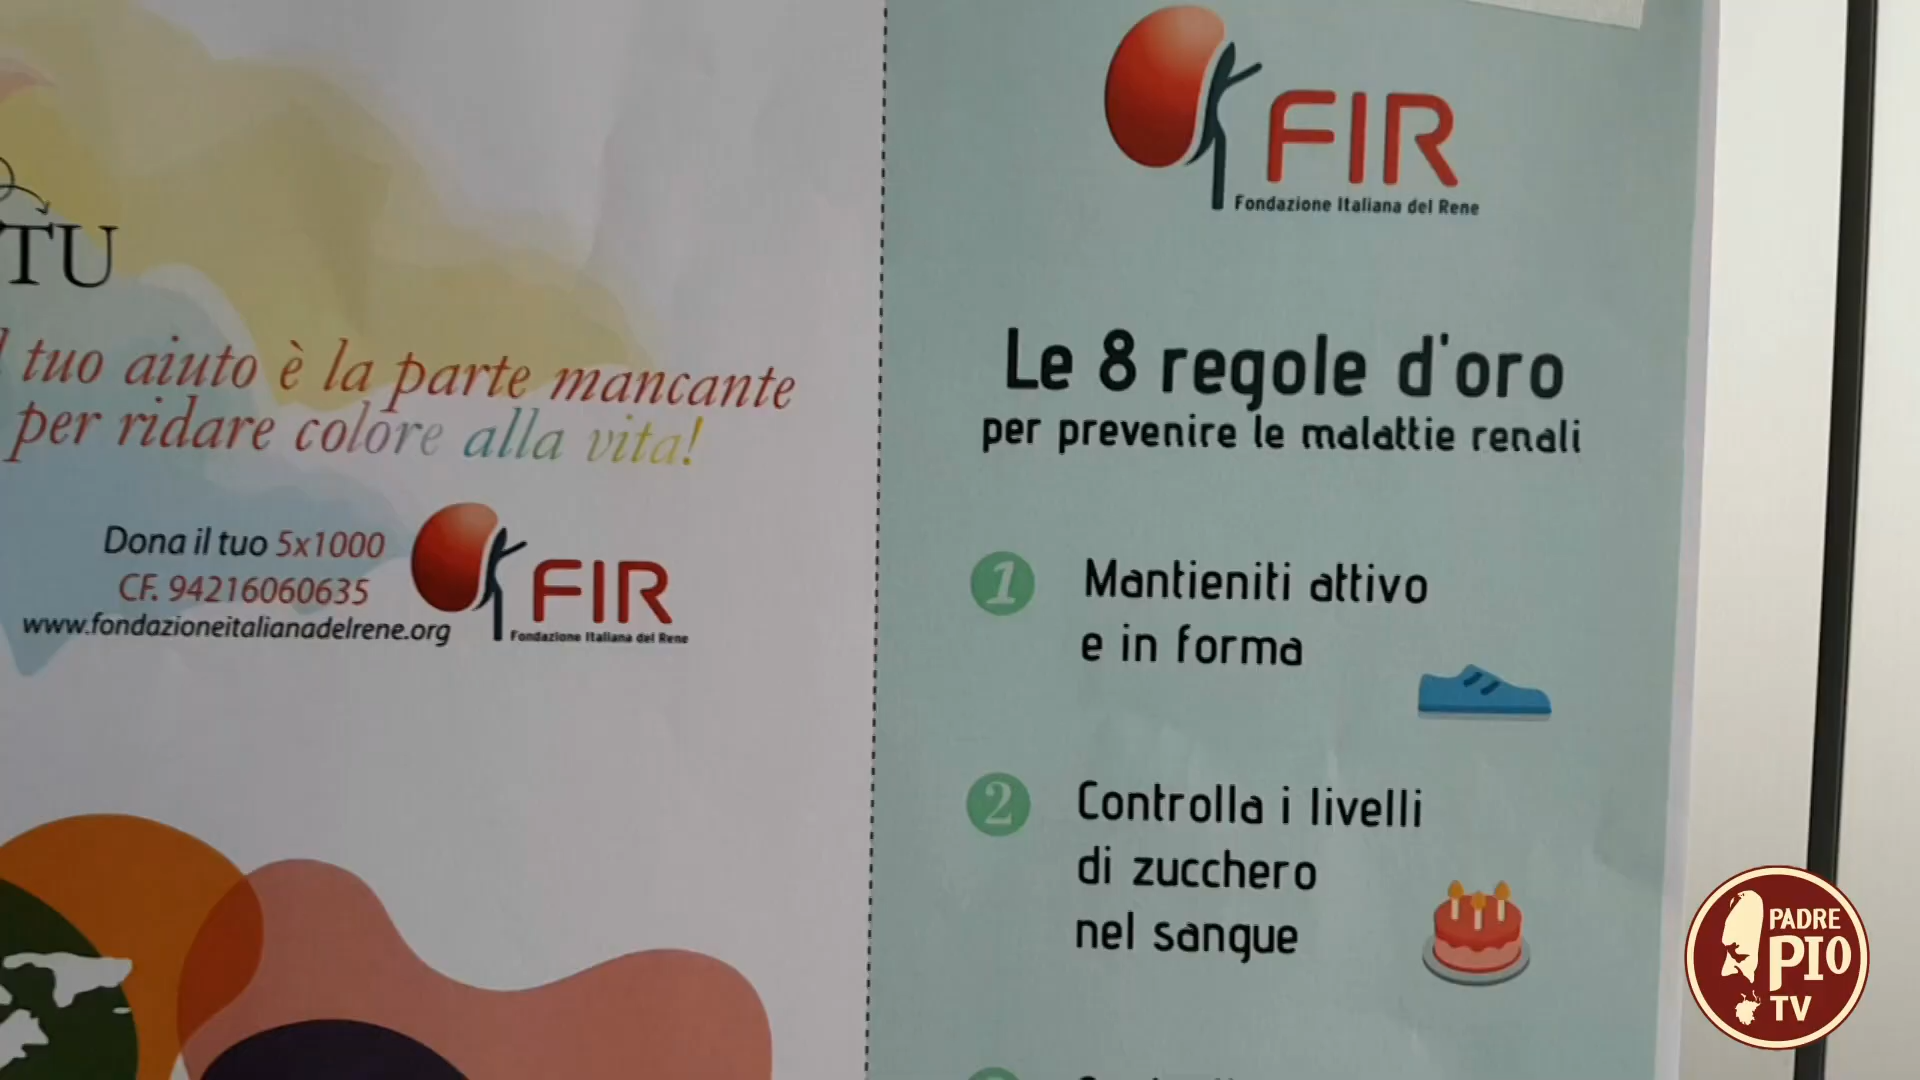 TU
tuo aiuto è la parte mancante
per ridare colore alla vita!
Dona il tuo 5x1000
CF. 94216060635
www.fondazioneitalianadelrene.org
FIR
Fondazione Italiana del Rene
FIR
Fondazione Italiana del Rene
Le 8 regole d'oro
per prevenire le malattie renali
1 Mantieniti attivo
e in forma
2 Controlla i livelli
di zucchero
nel sangue
PADRE
PIO
TV